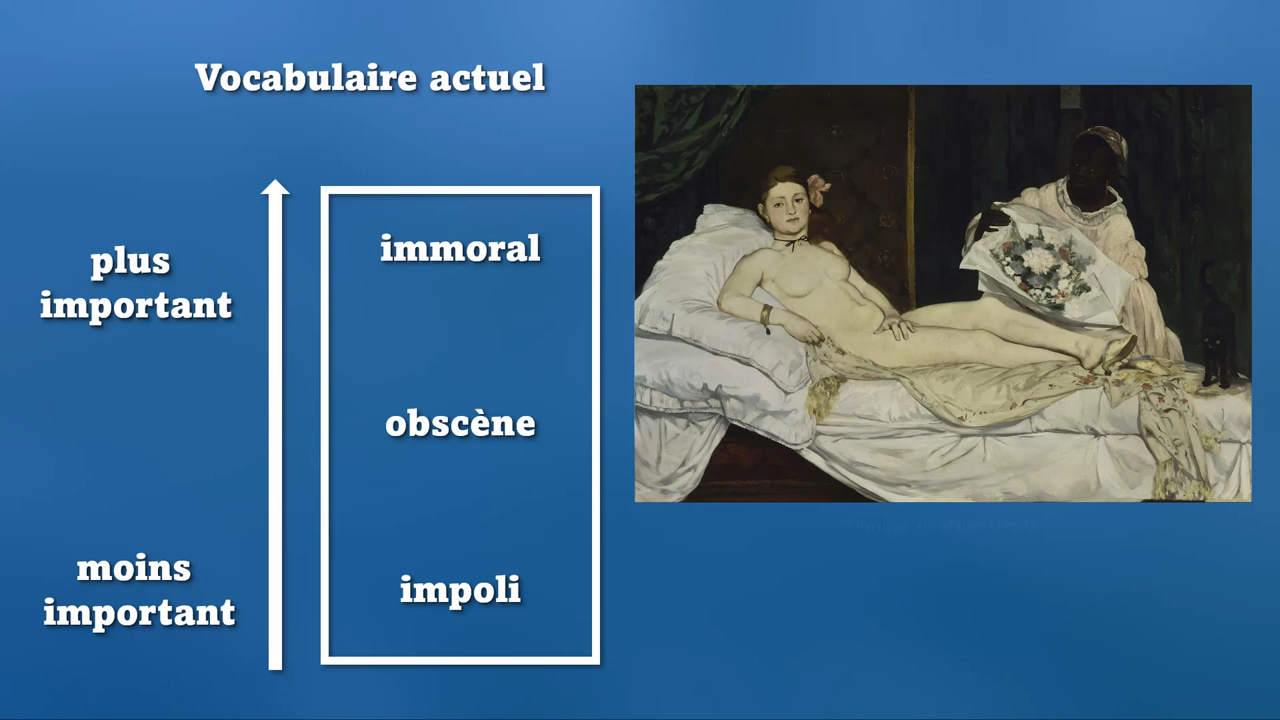 Vocabulaire actuel
plus
important
immoral
obscène
moins
important
impoli